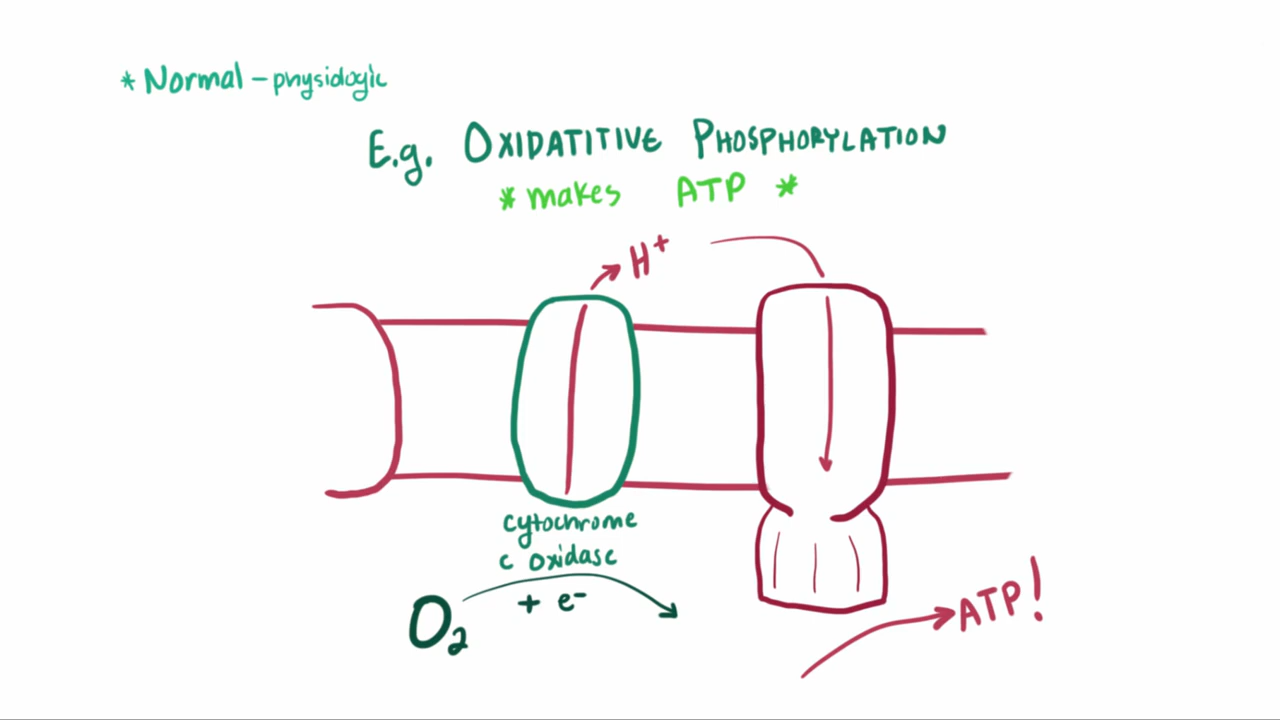 * Normal - physiologic
E.g. OXIDATITIVE PHOSPHORYLATION
* makes ATP *
H+
cytochrome
c oxidase
+ e-
O2
ATP!